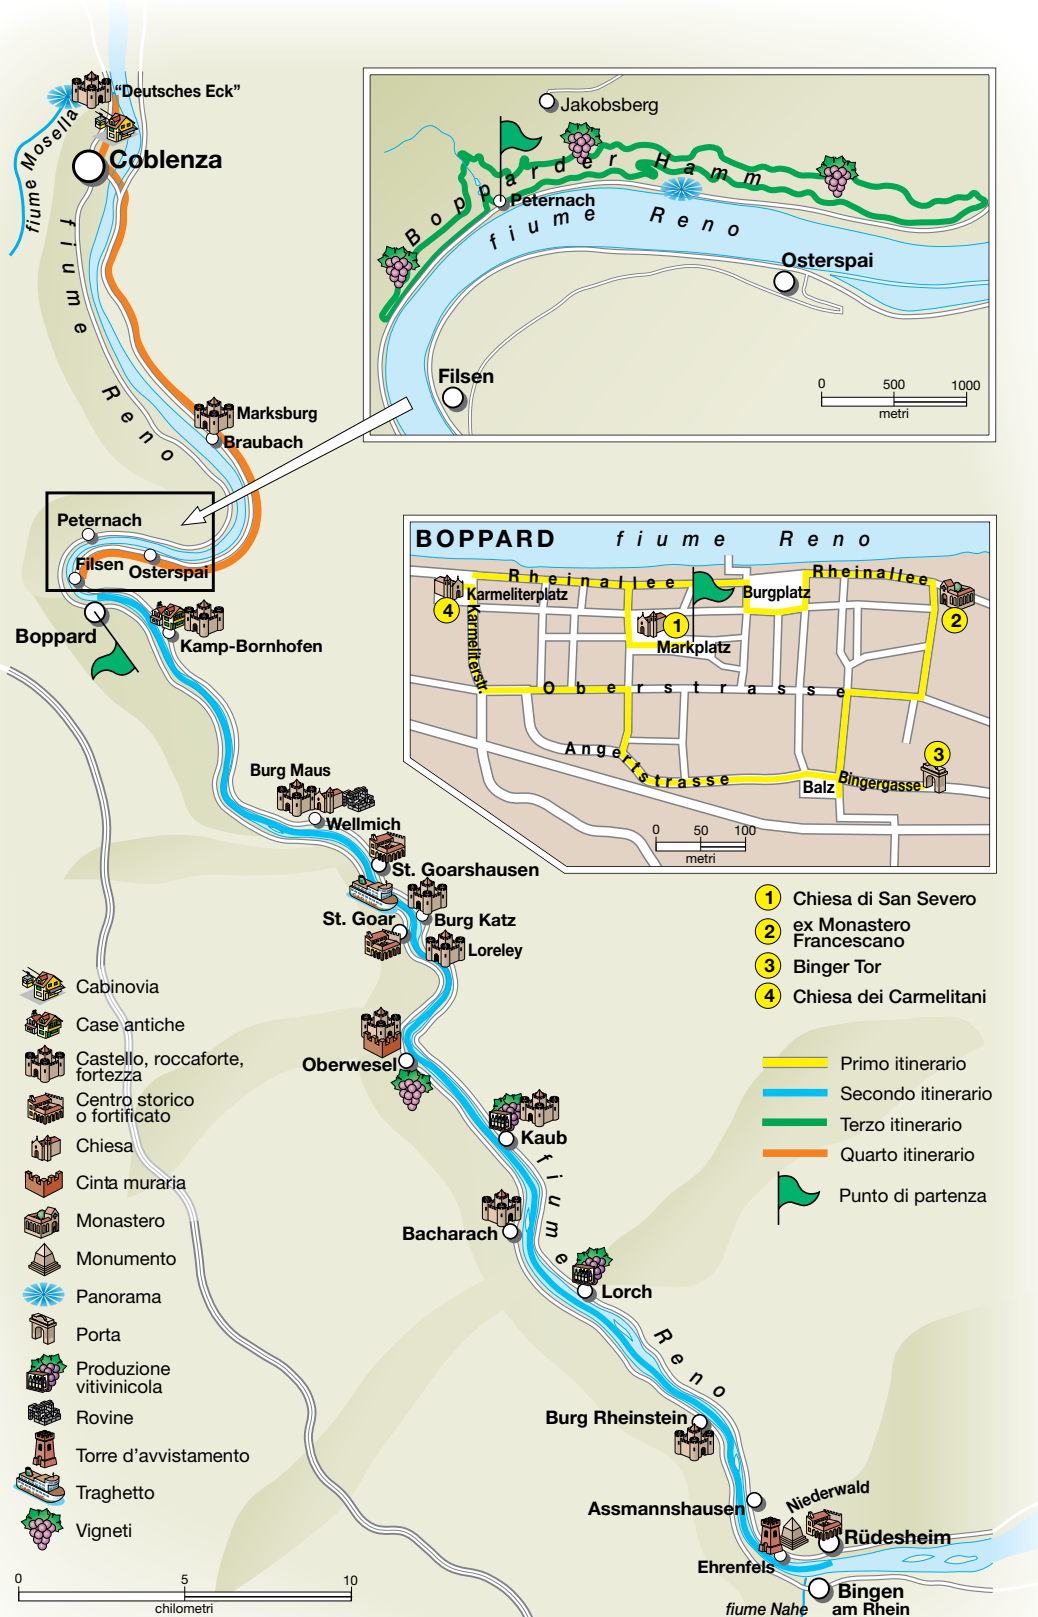 "Deutsches Eck"
fiume Mosella
Coblenza
fiume Reno
Marksburg
Braubach
Peternach
Filsen
Osterspai
Boppard
Kamp-Bornhofen
Burg Maus
Wellmich
St. Goarshausen
St. Goar
Burg Katz
Loreley
Oberwesel
Kaub
fiume Reno
Bacharach
Lorch
Burg Rheinstein
Assmannshausen
Niederwald
Rüdesheim
Ehrenfels
Bingen
am Rhein
fiume Nahe
Jakobsberg
Bopparder Hamm
Peternach
fiume Reno
Osterspai
Filsen
0 500 1000
metri
BOPPARD
fiume Reno
Rheinallee
Rheinallee
Karmeliterplatz
Burgplatz
4
2
1
Karmeliterstr.
Markplatz
Oberstrasse
Angertstrasse
3
Balz
Bingergasse
0 50 100
metri
1 Chiesa di San Severo
2 ex Monastero
Francescano
3 Binger Tor
4 Chiesa dei Carmelitani
Primo itinerario
Secondo itinerario
Terzo itinerario
Quarto itinerario
Punto di partenza
Cabinovia
Case antiche
Castello, roccaforte,
fortezza
Centro storico
o fortificato
Chiesa
Cinta muraria
Monastero
Monumento
Panorama
Porta
Produzione
vitivinicola
Rovine
Torre d'avvistamento
Traghetto
Vigneti
0 5 10
chilometri